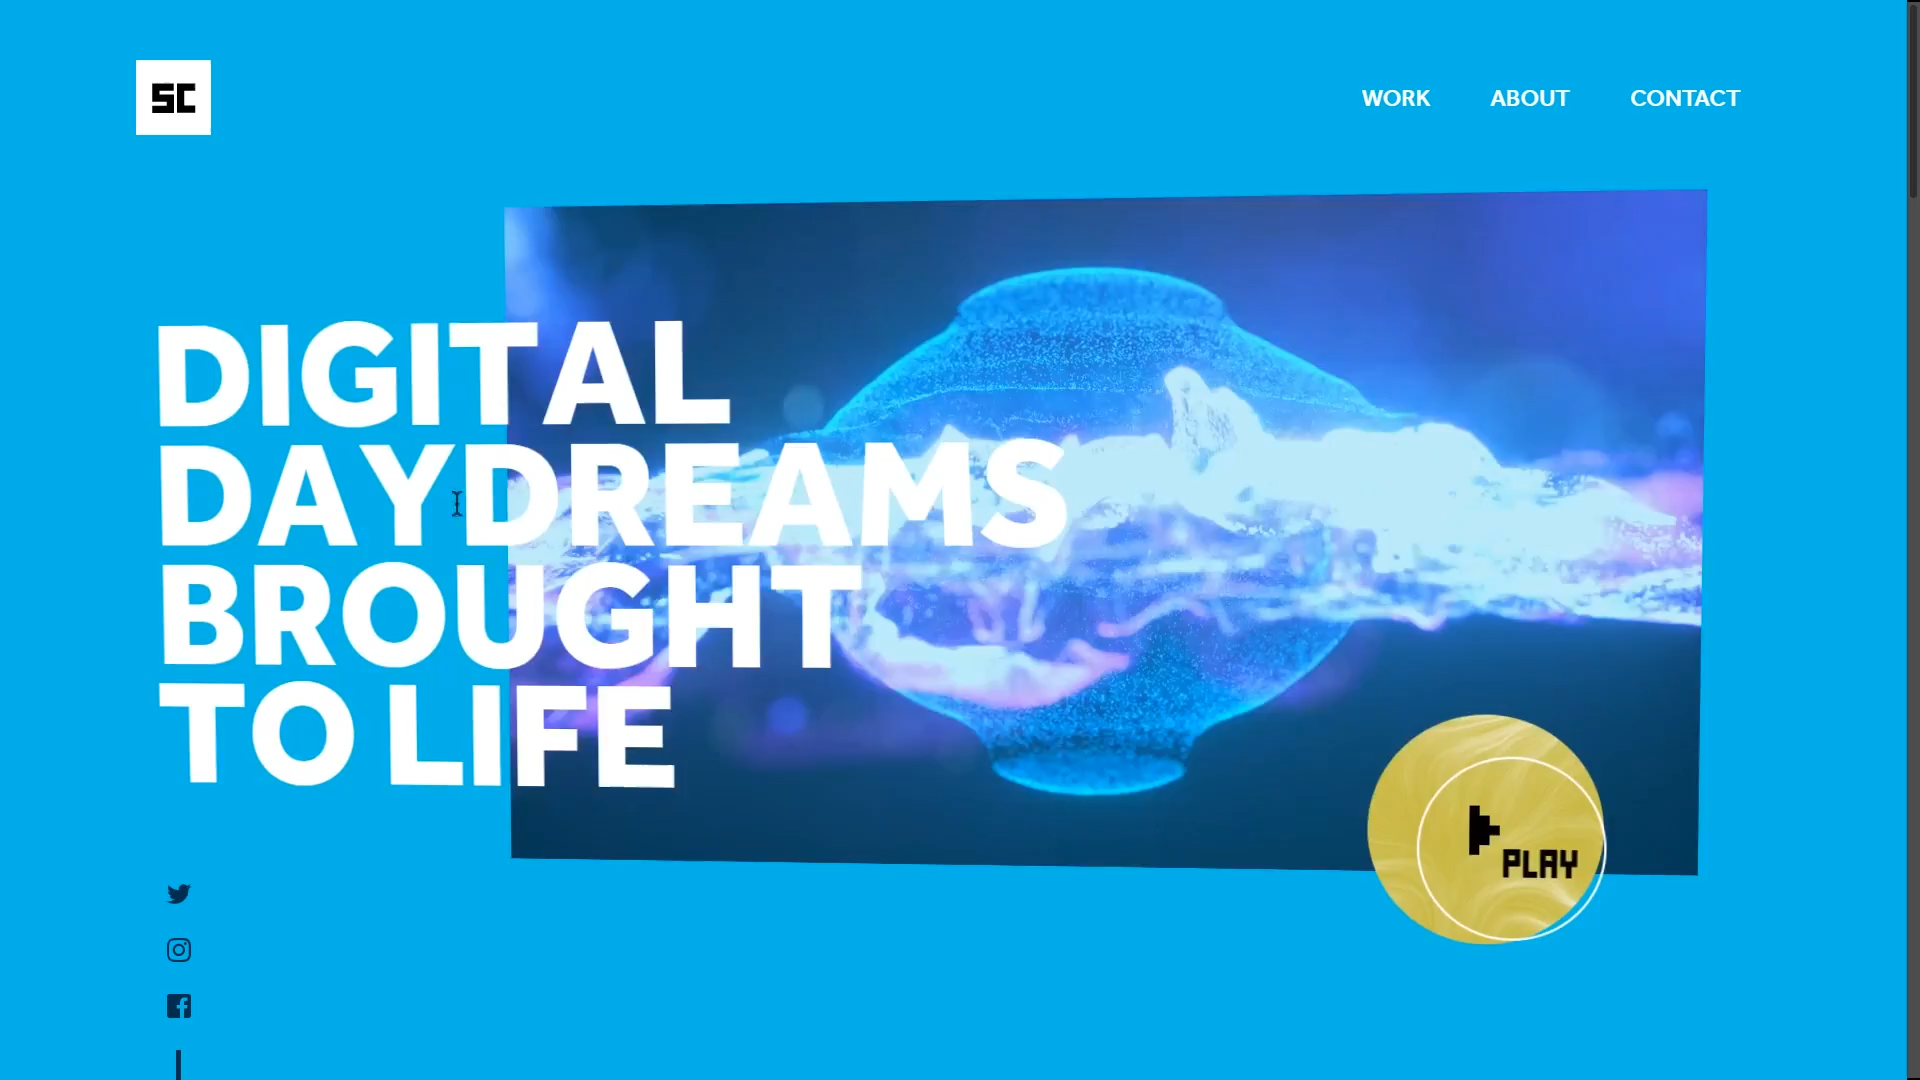 SC
WORK
ABOUT
CONTACT
DIGITAL
DAYDREAMS
BROUGHT
TO LIFE
PLAY